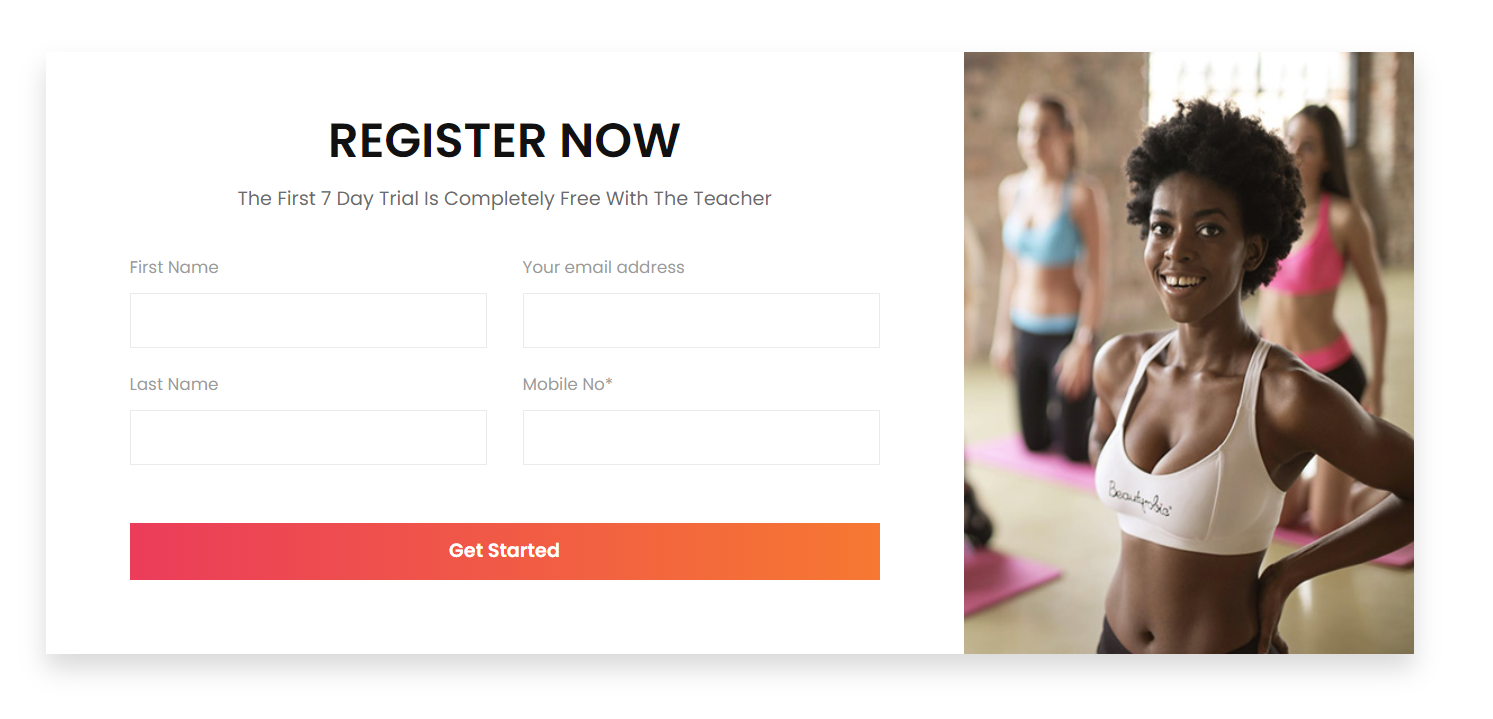 REGISTER NOW
The First 7 Day Trial Is Completely Free With The Teacher
First Name
Your email address
Last Name
Mobile No*
Get Started